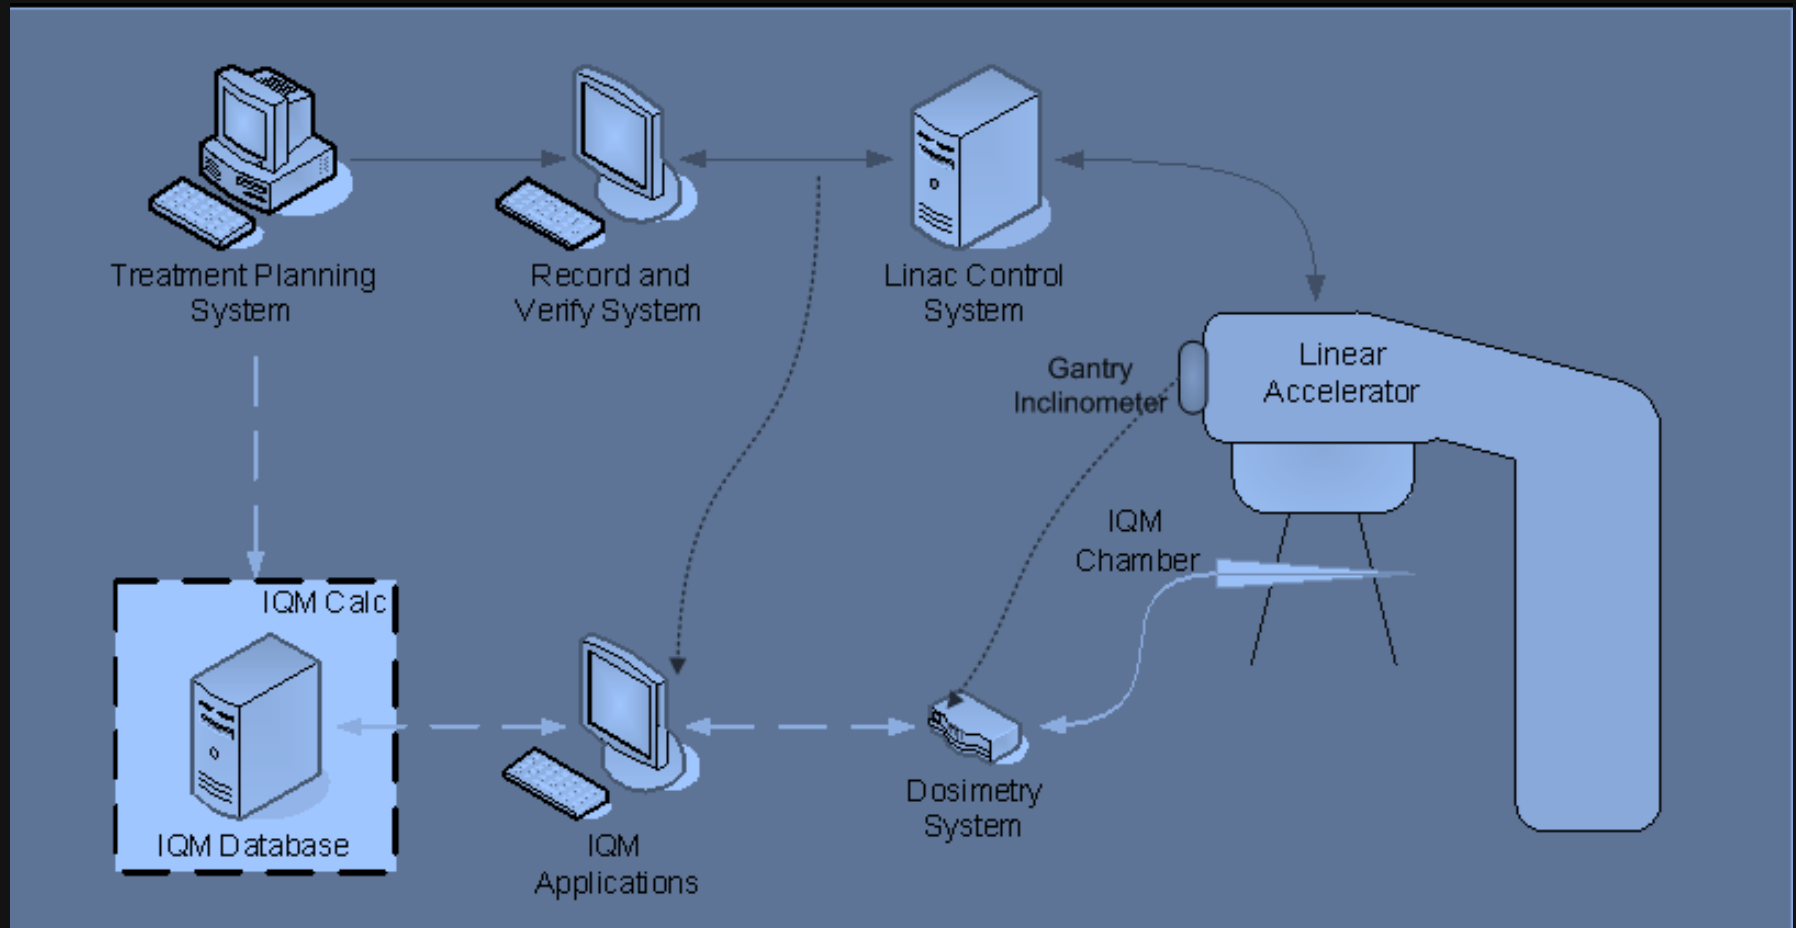 Treatment Planning
System
Record and
Verify System
Linac Control
System
Gantry
Inclinometer
Linear
Accelerator
IQM
Chamber
IQM Calc
IQM Database
IQM
Applications
Dosimetry
System